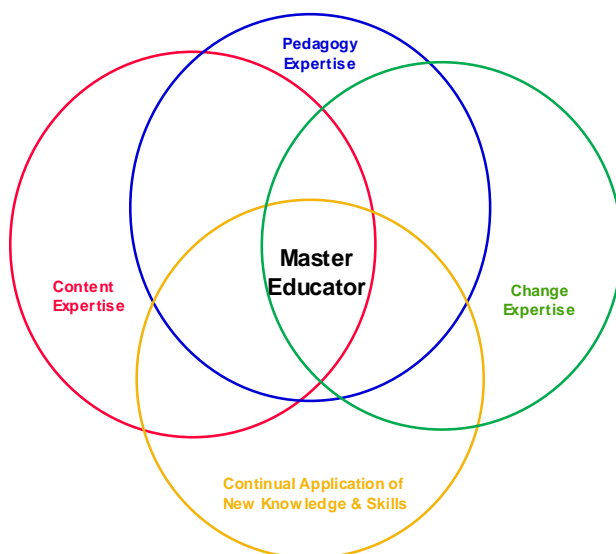 Pedagogy
Expertise
Master
Educator
Content
Expertise
Change
Expertise
Continual Application of
New Knowledge & Skills